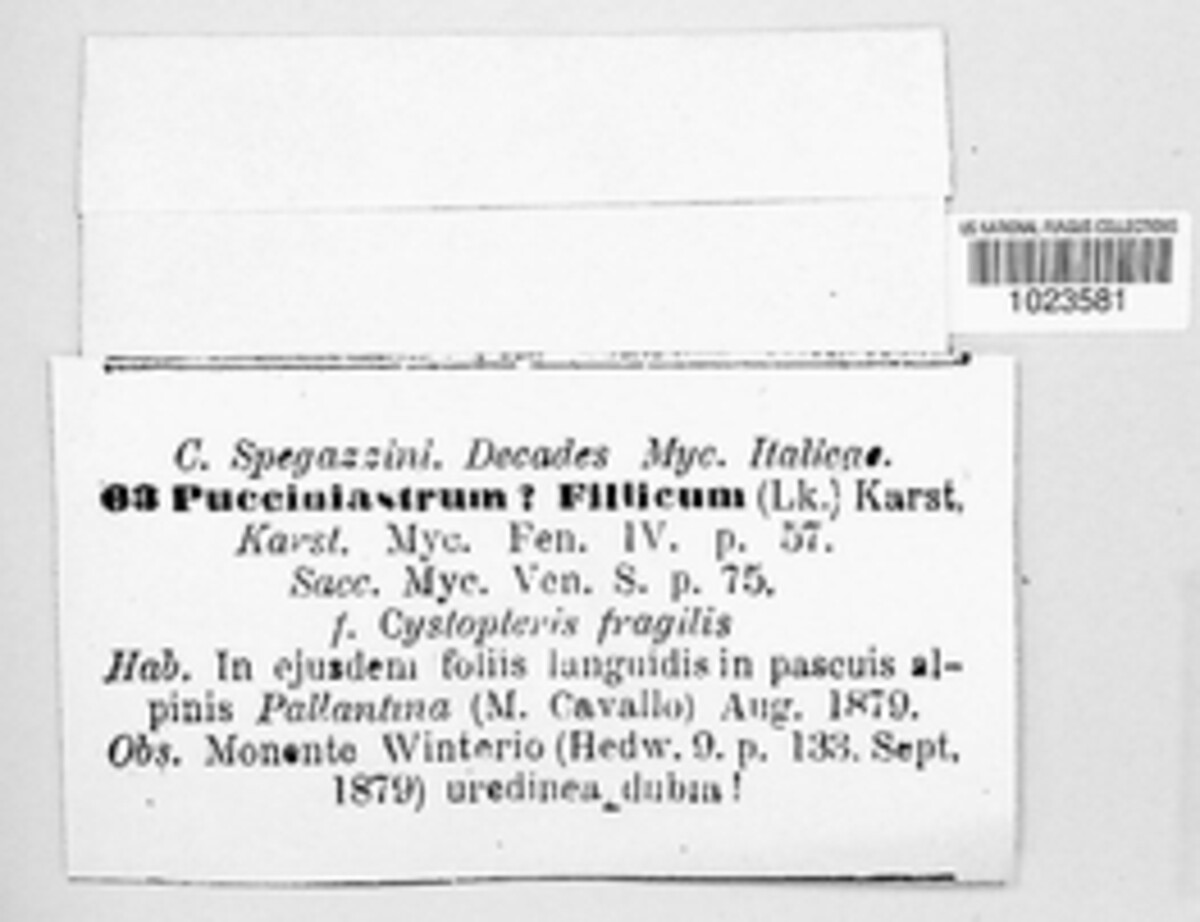 US NATIONAL FUNGUS COLLECTIONS
1023581
C. Spegazzini. Decades Myc. Italicae.
63 Pucciniastrum? Fillicum (Lk.) Karst.
Karst. Myc. Fen. IV. p. 57.
Sacc. Myc. Ven. S. p. 75.
f. Cystopteris fragilis
Hab. In ejusdem foliis languidis in pascuis al-
pinis Pallantina (M. Cavallo) Aug. 1879.
Obs. Monente Winterio (Hedw. 9. p. 133. Sept.
1879) uredinea dubia!